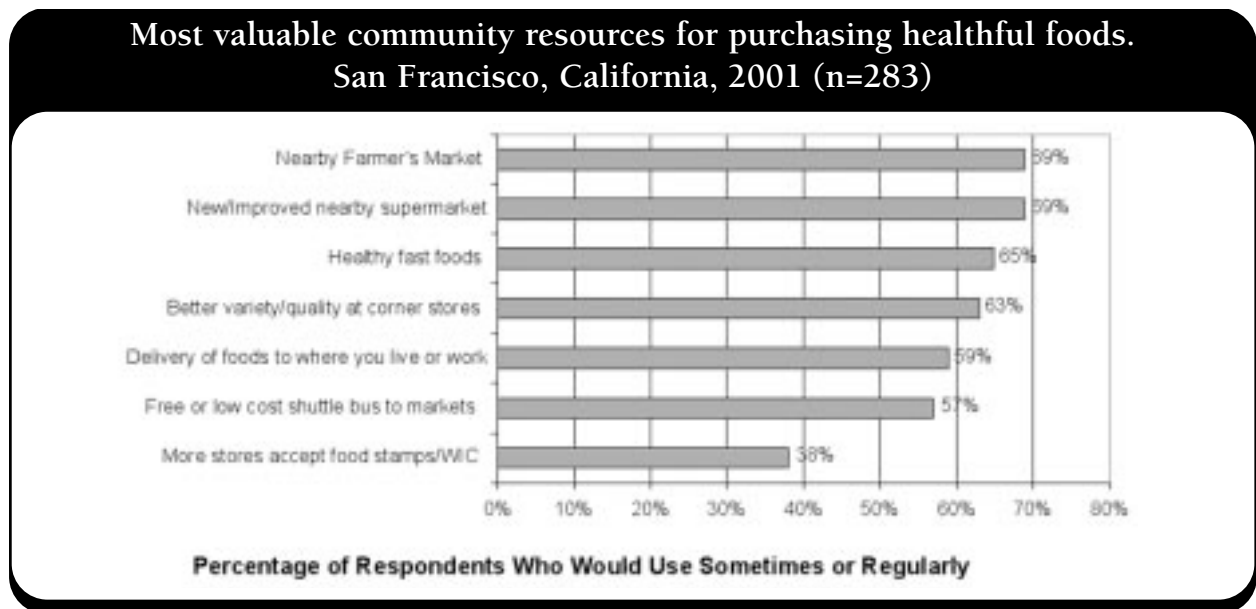 Most valuable community resources for purchasing healthful foods.
San Francisco, California, 2001 (n=283)
Nearby Farmer's Market 69%
New/Improved nearby supermarket 69%
Healthy fast foods 65%
Better variety/quality at corner stores 63%
Delivery of foods to where you live or work 59%
Free or low cost shuttle bus to markets 57%
More stores accept food stamps/WIC 38%
0% 10% 20% 30% 40% 50% 60% 70% 80%
Percentage of Respondents Who Would Use Sometimes or Regularly